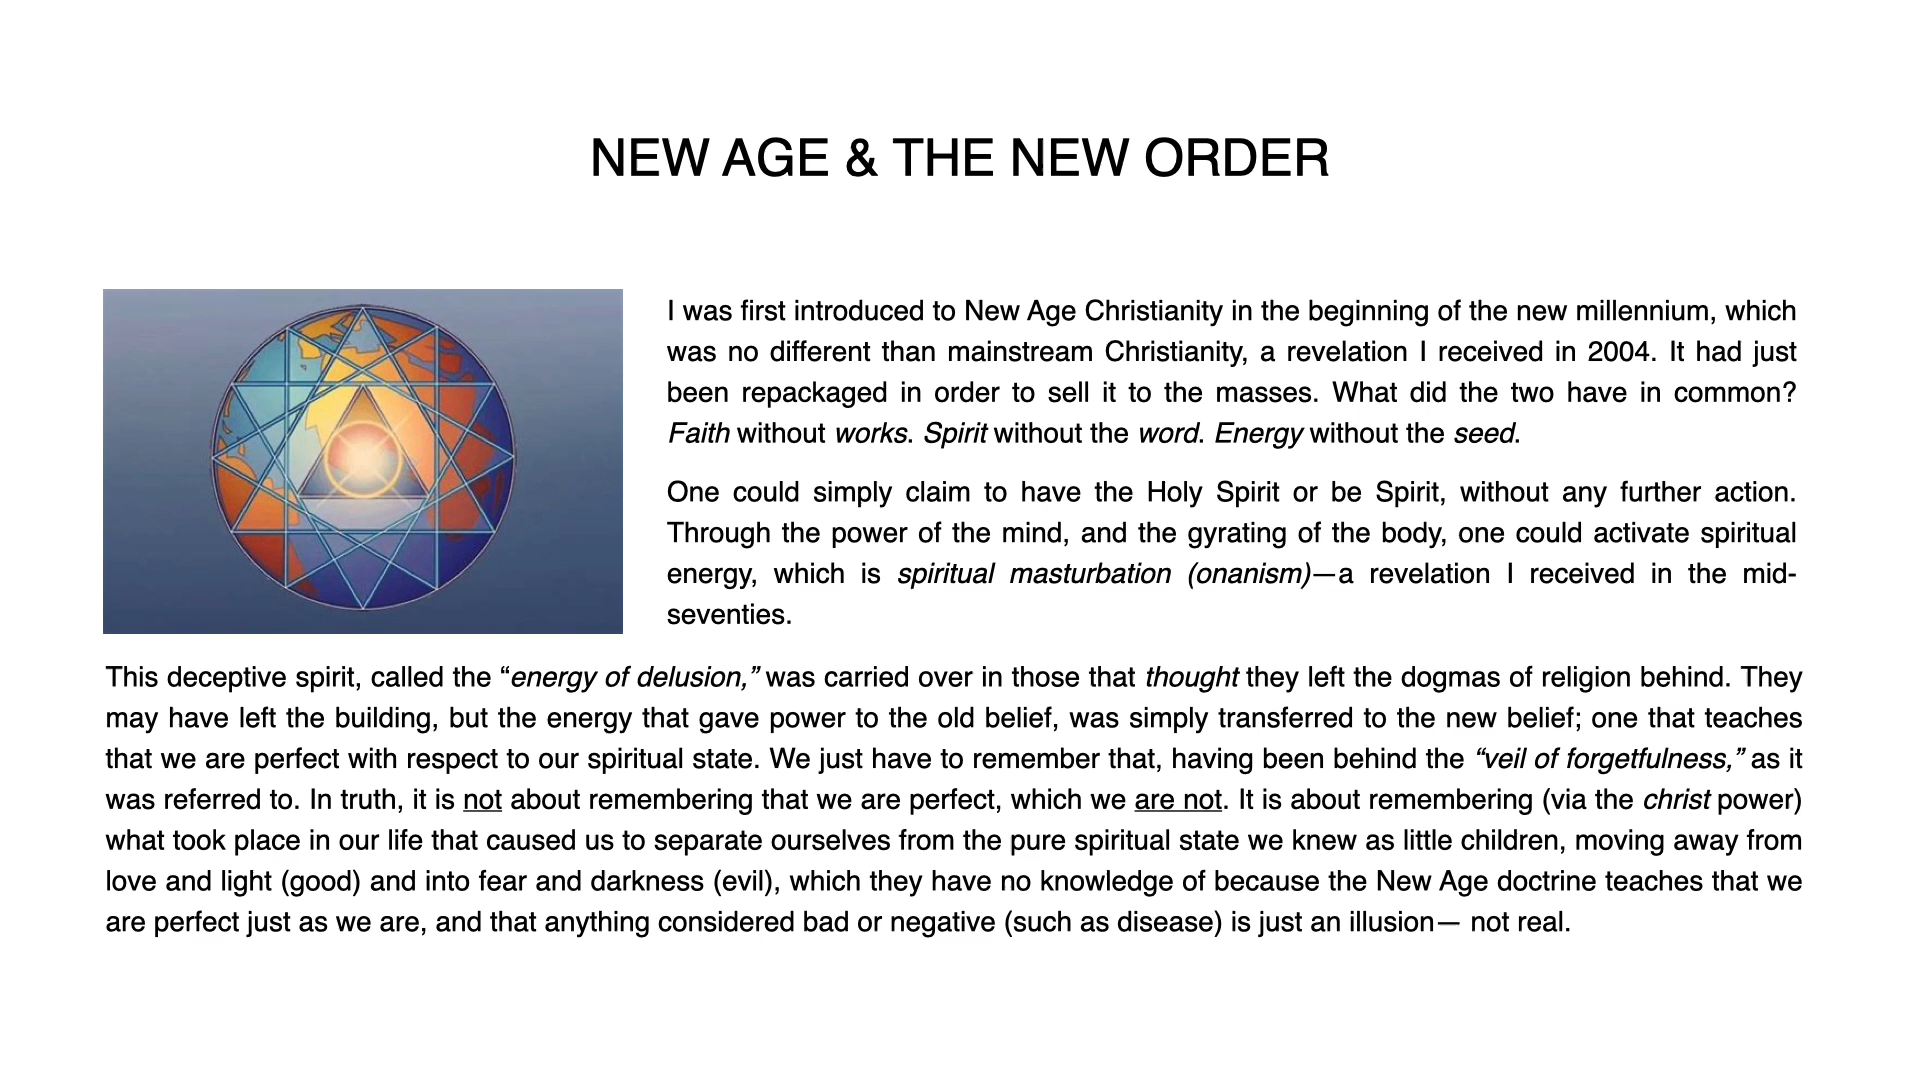 NEW AGE & THE NEW ORDER
I was first introduced to New Age Christianity in the beginning of the new millennium, which
was no different than mainstream Christianity, a revelation I received in 2004. It had just
been repackaged in order to sell it to the masses. What did the two have in common?
Faith without works. Spirit without the word. Energy without the seed.
One could simply claim to have the Holy Spirit or be Spirit, without any further action.
Through the power of the mind, and the gyrating of the body, one could activate spiritual
energy, which is spiritual masturbation (onanism)—a revelation I received in the mid-
seventies.
This deceptive spirit, called the “energy of delusion,” was carried over in those that thought they left the dogmas of religion behind. They
may have left the building, but the energy that gave power to the old belief, was simply transferred to the new belief; one that teaches
that we are perfect with respect to our spiritual state. We just have to remember that, having been behind the “veil of forgetfulness,” as it
was referred to. In truth, it is not about remembering that we are perfect, which we are not. It is about remembering (via the christ power)
what took place in our life that caused us to separate ourselves from the pure spiritual state we knew as little children, moving away from
love and light (good) and into fear and darkness (evil), which they have no knowledge of because the New Age doctrine teaches that we
are perfect just as we are, and that anything considered bad or negative (such as disease) is just an illusion— not real.